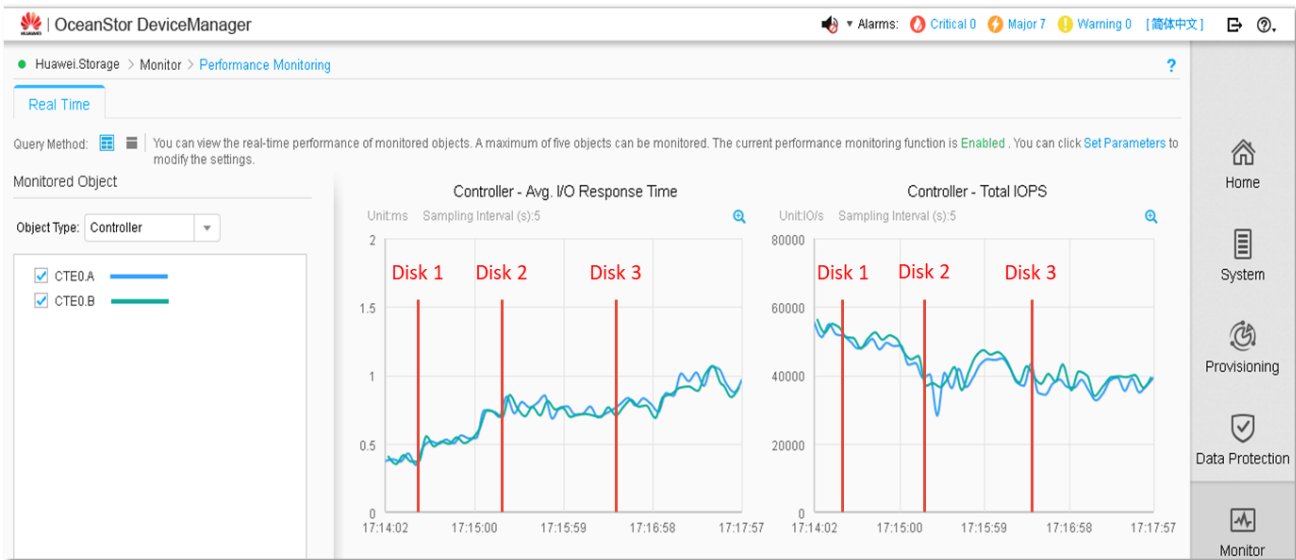 HUAWEI | OceanStor DeviceManager
Alarms: Critical 0 Major 7 Warning 0 [简体中文]
Huawei.Storage > Monitor > Performance Monitoring ?
Real Time
Query Method: You can view the real-time performance of monitored objects. A maximum of five objects can be monitored. The current performance monitoring function is Enabled . You can click Set Parameters to
modify the settings.
Monitored Object
Object Type: Controller
CTE0.A
CTE0.B
Controller - Avg. I/O Response Time
Unit:ms Sampling Interval (s):5
2
1.5
1
0.5
0
Disk 1 Disk 2 Disk 3
17:14:02 17:15:00 17:15:59 17:16:58 17:17:57
Controller - Total IOPS
Unit:IO/s Sampling Interval (s):5
80000
60000
40000
20000
0
Disk 1 Disk 2 Disk 3
17:14:02 17:15:00 17:15:59 17:16:58 17:17:57
Home
System
Provisioning
Data Protection
Monitor